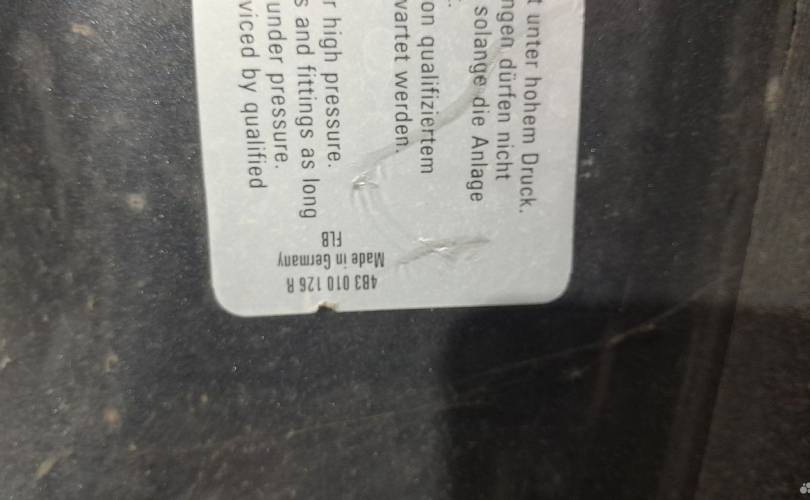 t unter hohem Druck.
ngen dürfen nicht
solange die Anlage
.
on qualifiziertem
vartet werden.
r high pressure.
s and fittings as long
under pressure.
viced by qualified
FLB
Made in Germany
4B3 010 126 R